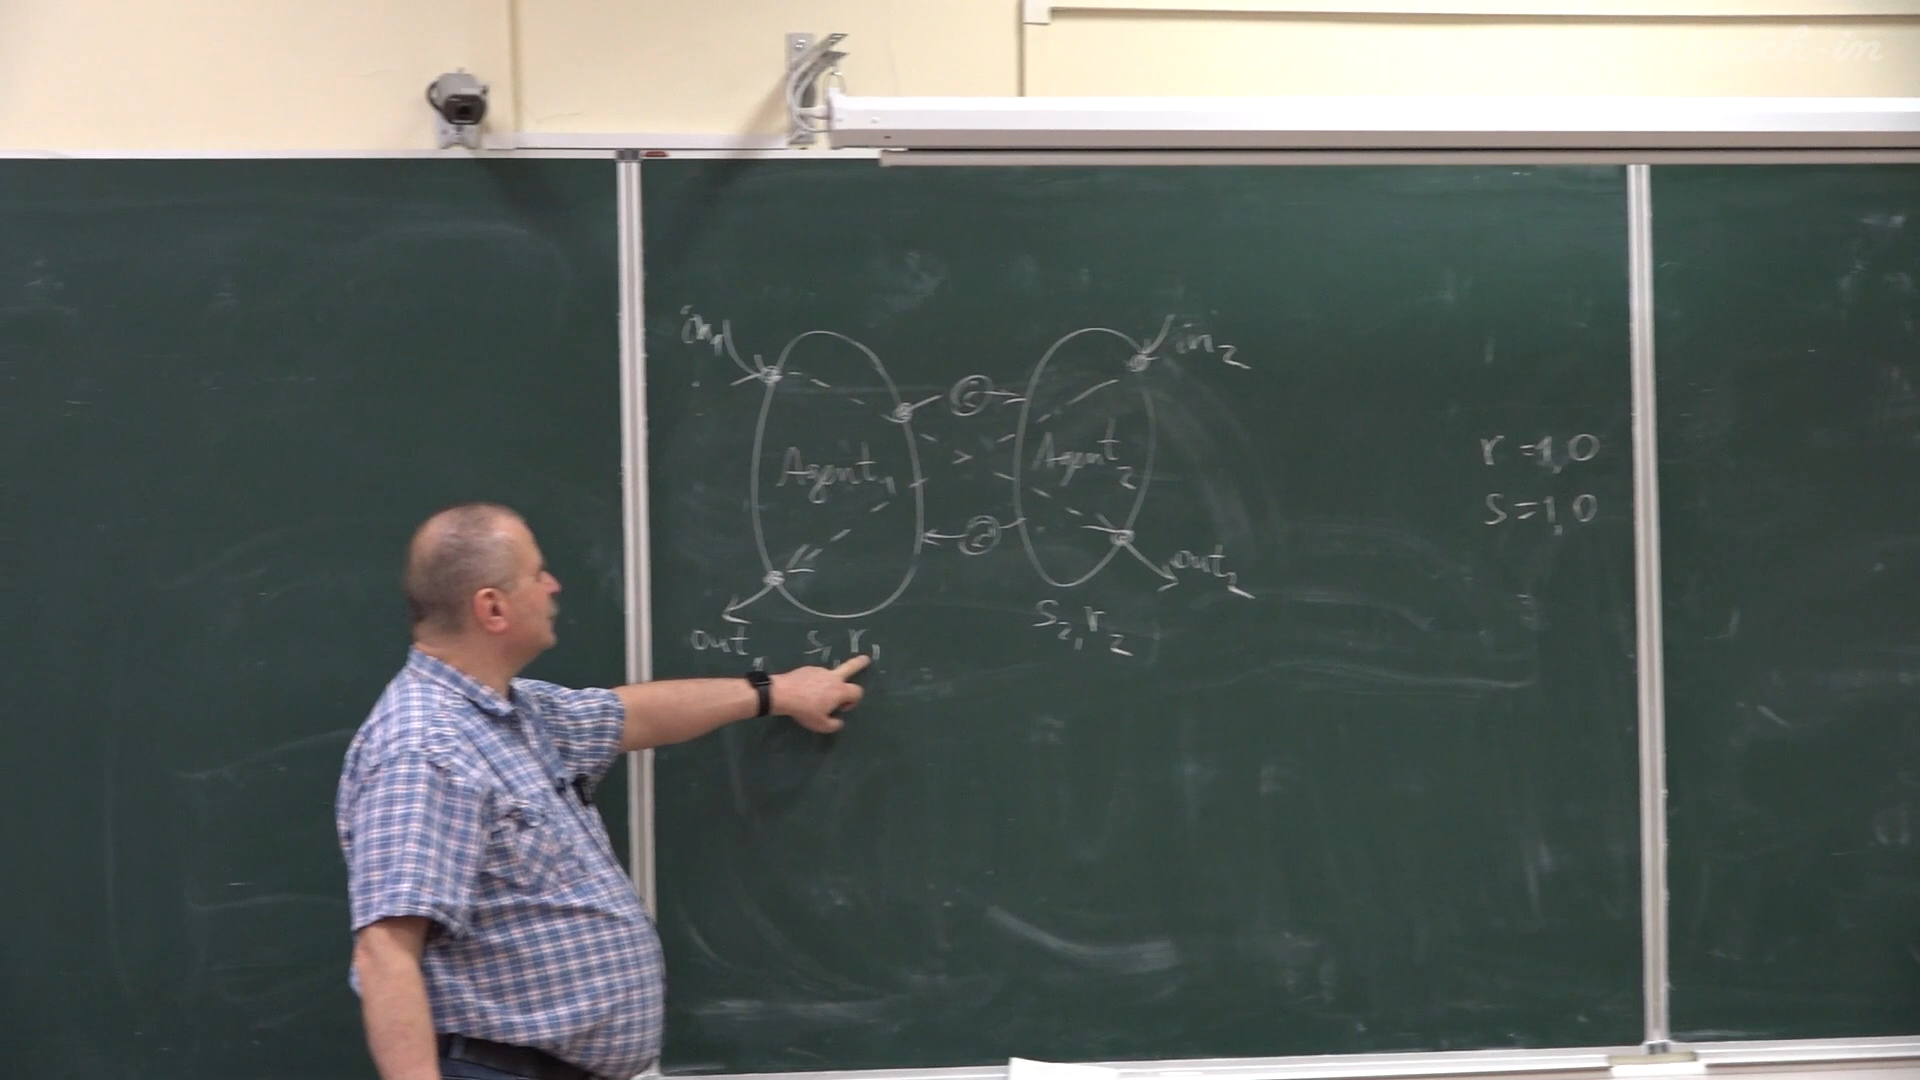 in₁
in₂
C
Agent₁
Agent₂
r = 1,0
s = 1,0
out₂
out₁
s₁, r₁
s₂, r₂